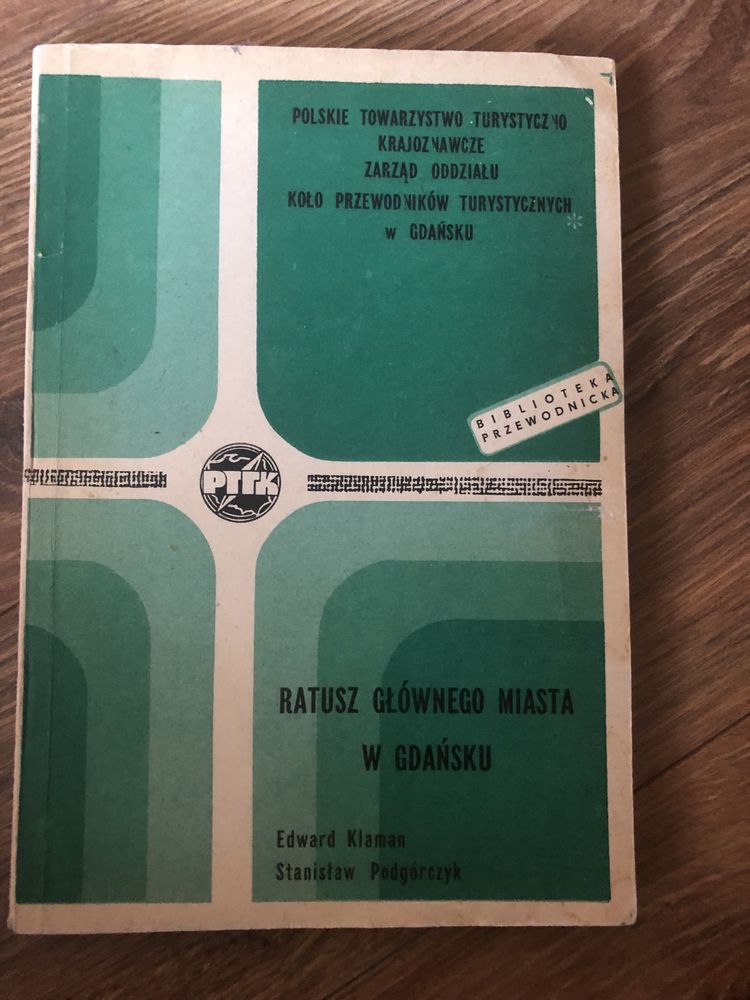 POLSKIE TOWARZYSTWO TURYSTYCZNO
KRAJOZNAWCZE
ZARZĄD ODDZIAŁU
KOŁO PRZEWODNIKÓW TURYSTYCZNYCH
w GDAŃSKU
BIBLIOTEKA
PRZEWODNICKA
PTTK
RATUSZ GŁÓWNEGO MIASTA
W GDAŃSKU
Edward Klaman
Stanisław Podgórczyk